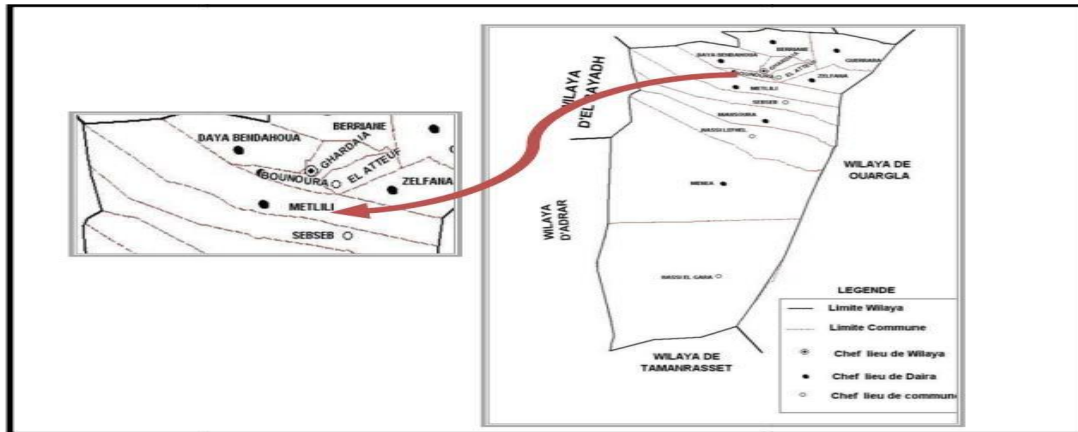 DAYA BENDAHOUA
BERRIANE
GHARDAIA
BOUNOURA
EL ATTEUF
ZELFANA
METLILI
SEBSEB
WILAYA
D'EL BAYADH
DAYA BENDAHOUA
BERRIANE
GUERRARA
GHARDAIA
BOUNOURA
EL ATTEUF
ZELFANA
METLILI
SEBSEB
MANSOURA
HASSI LEFHEL
WILAYA DE
OUARGLA
MENEA
WILAYA
D'ADRAR
HASSI EL GARA
WILAYA DE
TAMANRASSET
LEGENDE
Limite Wilaya
Limite Commune
Chef lieu de Wilaya
Chef lieu de Daira
Chef lieu de commune